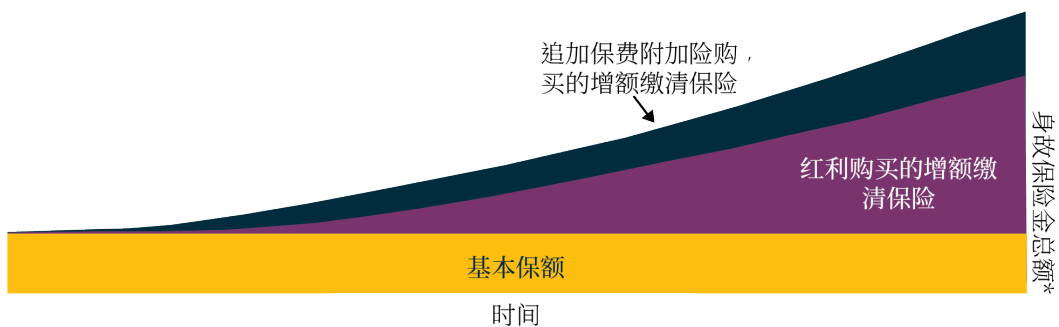 追加保费附加险购，
买的增额缴清保险
红利购买的增额缴
清保险
身故保险金总额*
基本保额
时间